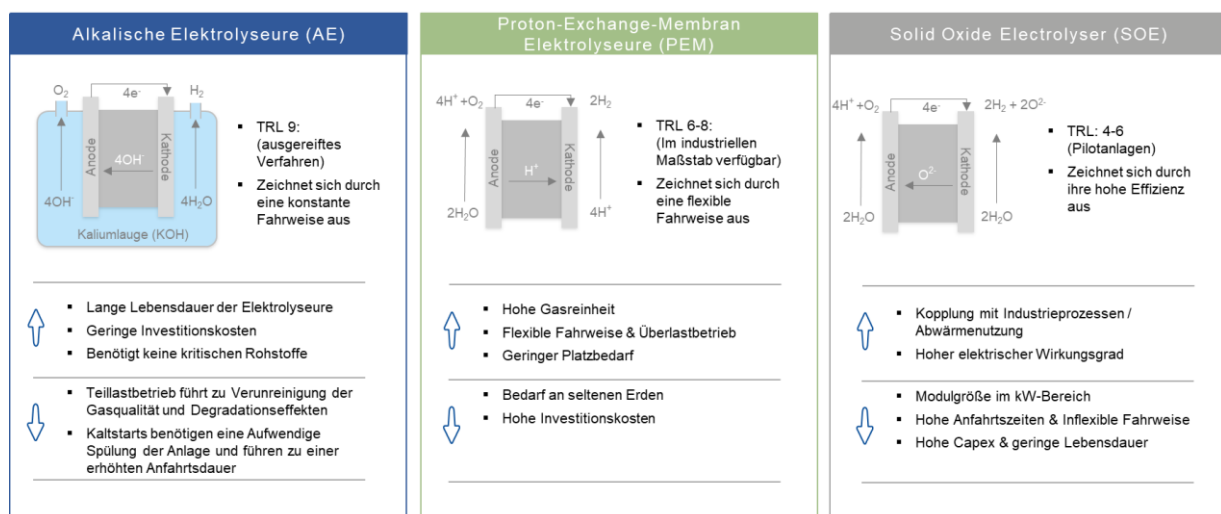 Alkalische Elektrolyseure (AE)
O₂
4e⁻
H₂
Anode
Kathode
4OH⁻
4OH⁻
4H₂O
Kaliumlauge (KOH)
▪ TRL 9:
(ausgereiftes
Verfahren)
▪ Zeichnet sich durch
eine konstante
Fahrweise aus
▪ Lange Lebensdauer der Elektrolyseure
▪ Geringe Investitionskosten
▪ Benötigt keine kritischen Rohstoffe
▪ Teillastbetrieb führt zu Verunreinigung der
Gasqualität und Degradationseffekten
▪ Kaltstarts benötigen eine Aufwendige
Spülung der Anlage und führen zu einer
erhöhten Anfahrtsdauer
Proton-Exchange-Membran
Elektrolyseure (PEM)
4H⁺ +O₂
4e⁻
2H₂
Anode
Kathode
H⁺
2H₂O
4H⁺
▪ TRL 6-8:
(Im industriellen
Maßstab verfügbar)
▪ Zeichnet sich durch
eine flexible
Fahrweise aus
▪ Hohe Gasreinheit
▪ Flexible Fahrweise & Überlastbetrieb
▪ Geringer Platzbedarf
▪ Bedarf an seltenen Erden
▪ Hohe Investitionskosten
Solid Oxide Electrolyser (SOE)
4H⁺ +O₂
4e⁻
2H₂ + 2O²⁻
Anode
Kathode
O²⁻
2H₂O
2H₂O
▪ TRL: 4-6
(Pilotanlagen)
▪ Zeichnet sich durch
ihre hohe Effizienz
aus
▪ Kopplung mit Industrieprozessen /
Abwärmenutzung
▪ Hoher elektrischer Wirkungsgrad
▪ Modulgröße im kW-Bereich
▪ Hohe Anfahrtszeiten & Inflexible Fahrweise
▪ Hohe Capex & geringe Lebensdauer